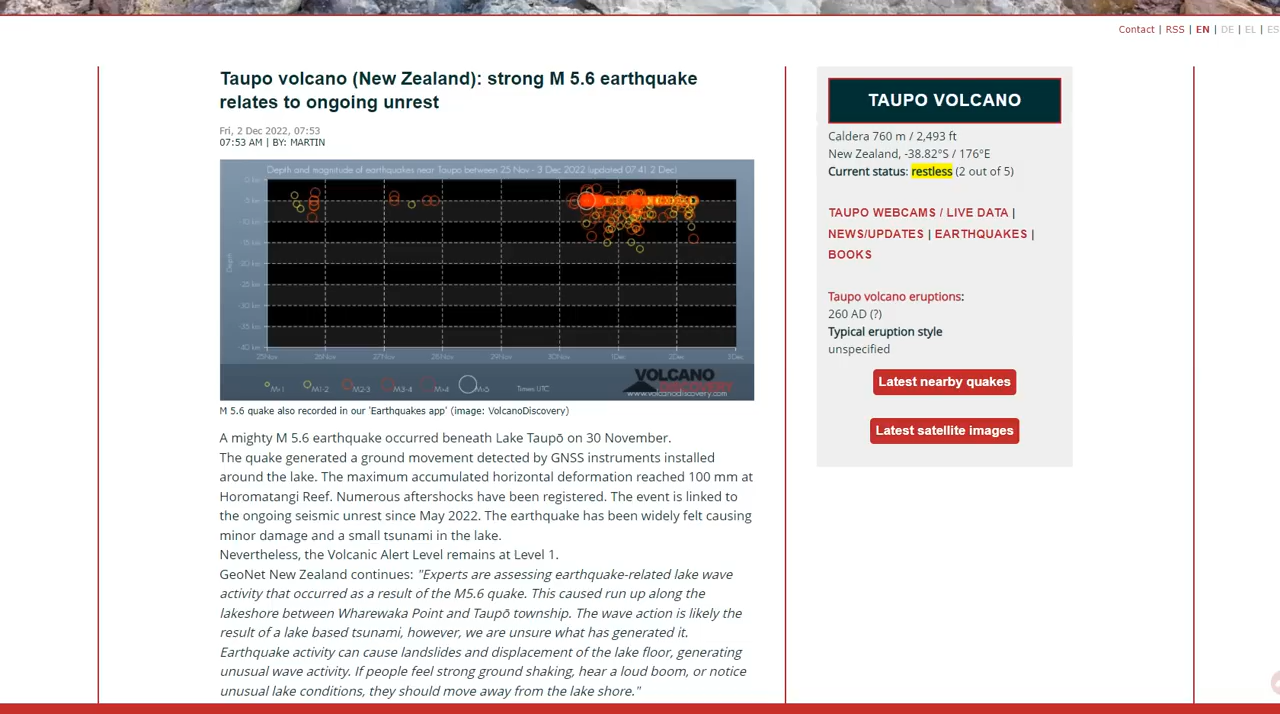 Contact | RSS | EN | DE | EL | ES
Taupo volcano (New Zealand): strong M 5.6 earthquake
relates to ongoing unrest
Fri, 2 Dec 2022, 07:53
07:53 AM | BY: MARTIN
Depth and magnitude of earthquakes near Taupo between 25 Nov - 3 Dec 2022 (updated 07:41, 2 Dec)
0 km
-5 km
-10 km
-15 km
-20 km
-25 km
-30 km
-35 km
-40 km
Depth
25Nov 26Nov 27Nov 28Nov 29Nov 30Nov 1Dec 2Dec 3Dec
M<1 M1-2 M2-3 M3-4 M>4 M>5 Times UTC
VOLCANO
DISCOVERY
www.volcanodiscovery.com
M 5.6 quake also recorded in our 'Earthquakes app' (image: VolcanoDiscovery)
A mighty M 5.6 earthquake occurred beneath Lake Taupō on 30 November.
The quake generated a ground movement detected by GNSS instruments installed
around the lake. The maximum accumulated horizontal deformation reached 100 mm at
Horomatangi Reef. Numerous aftershocks have been registered. The event is linked to
the ongoing seismic unrest since May 2022. The earthquake has been widely felt causing
minor damage and a small tsunami in the lake.
Nevertheless, the Volcanic Alert Level remains at Level 1.
GeoNet New Zealand continues: "Experts are assessing earthquake-related lake wave
activity that occurred as a result of the M5.6 quake. This caused run up along the
lakeshore between Wharewaka Point and Taupō township. The wave action is likely the
result of a lake based tsunami, however, we are unsure what has generated it.
Earthquake activity can cause landslides and displacement of the lake floor, generating
unusual wave activity. If people feel strong ground shaking, hear a loud boom, or notice
unusual lake conditions, they should move away from the lake shore."
TAUPO VOLCANO
Caldera 760 m / 2,493 ft
New Zealand, -38.82°S / 176°E
Current status: restless (2 out of 5)
TAUPO WEBCAMS / LIVE DATA |
NEWS/UPDATES | EARTHQUAKES |
BOOKS
Taupo volcano eruptions:
260 AD (?)
Typical eruption style
unspecified
Latest nearby quakes
Latest satellite images